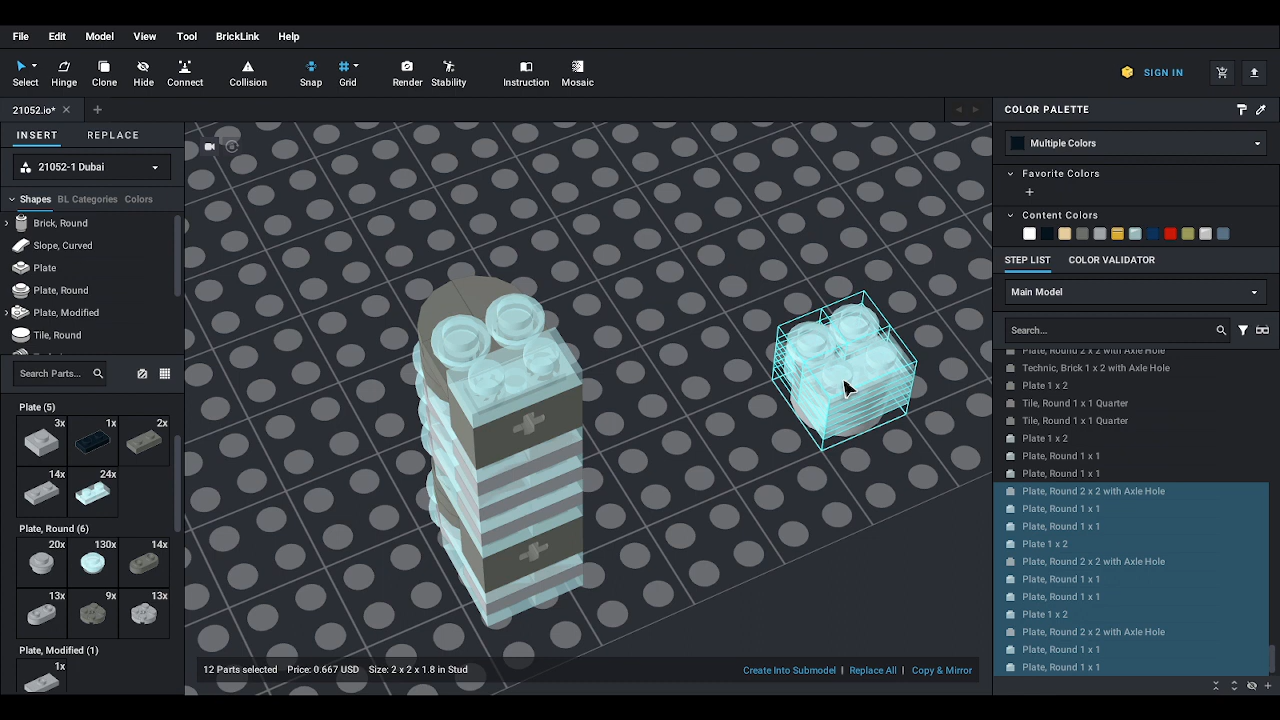 File Edit Model View Tool BrickLink Help
Select Hinge Clone Hide Connect Collision Snap Grid Render Stability Instruction Mosaic SIGN IN
21052.io*
INSERT REPLACE
21052-1 Dubai
Shapes BL Categories Colors
Brick, Round
Slope, Curved
Plate
Plate, Round
Plate, Modified
Tile, Round
Search Parts...
Plate (5)
3x 1x 2x
14x 24x
Plate, Round (6)
20x 130x 14x
13x 9x 13x
Plate, Modified (1)
1x
12 Parts selected Price: 0.667 USD Size: 2 x 2 x 1.8 in Stud
Create Into Submodel | Replace All | Copy & Mirror
COLOR PALETTE
Multiple Colors
Favorite Colors
Content Colors
STEP LIST COLOR VALIDATOR
Main Model
Search...
Plate, Round 2 x 2 with Axle Hole
Technic, Brick 1 x 2 with Axle Hole
Plate 1 x 2
Tile, Round 1 x 1 Quarter
Tile, Round 1 x 1 Quarter
Plate 1 x 2
Plate, Round 1 x 1
Plate, Round 1 x 1
Plate, Round 2 x 2 with Axle Hole
Plate, Round 1 x 1
Plate, Round 1 x 1
Plate 1 x 2
Plate, Round 2 x 2 with Axle Hole
Plate, Round 1 x 1
Plate, Round 1 x 1
Plate 1 x 2
Plate, Round 2 x 2 with Axle Hole
Plate, Round 1 x 1
Plate, Round 1 x 1